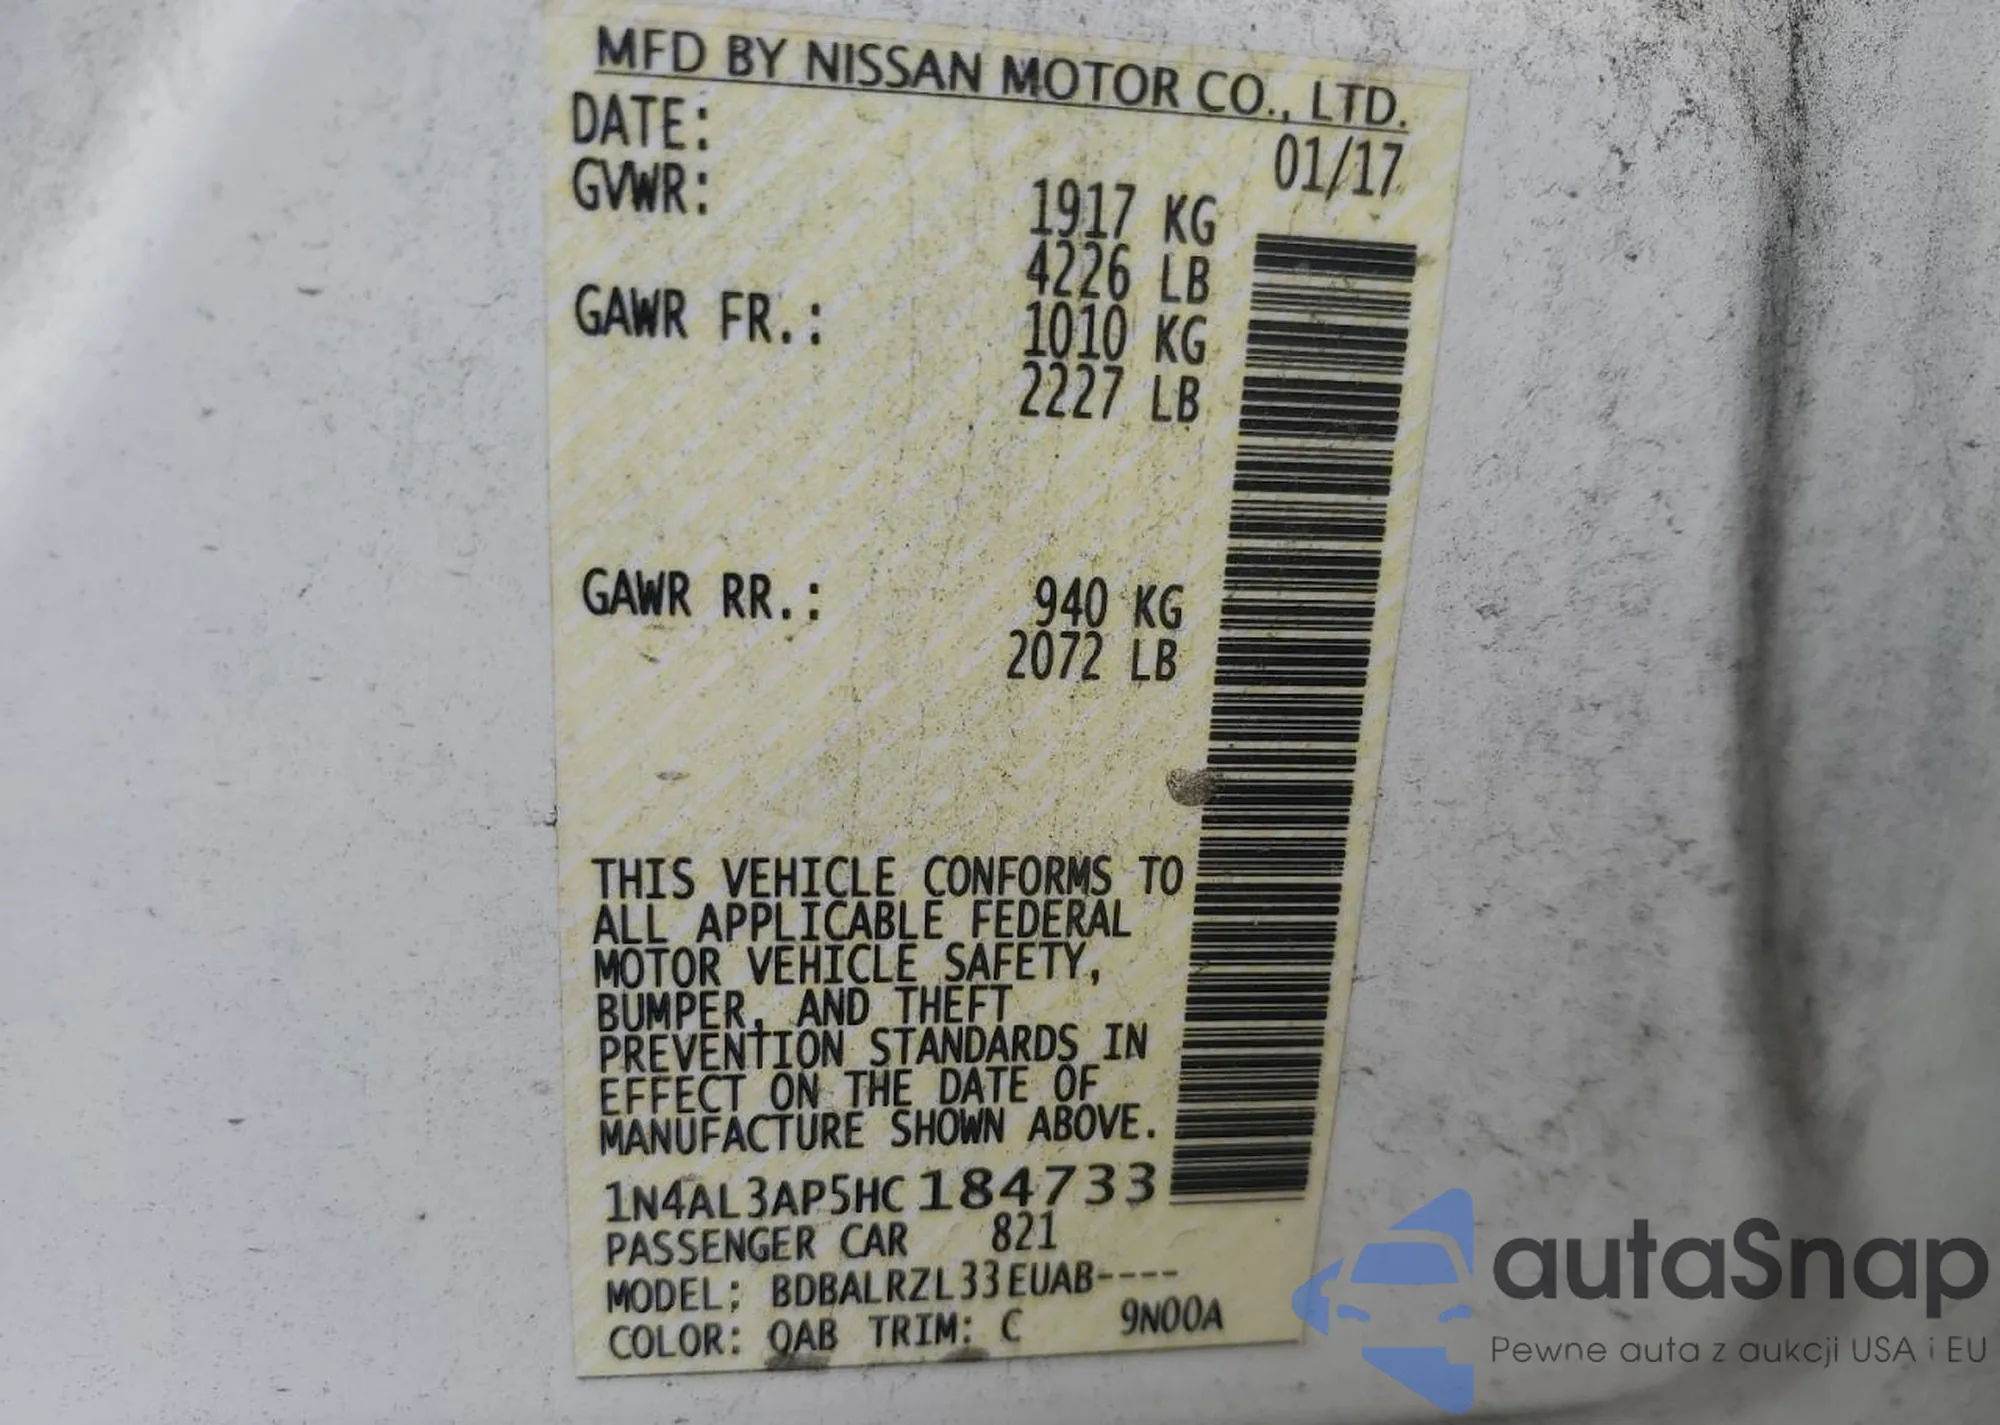 MFD BY NISSAN MOTOR CO., LTD.
DATE: 01/17
GVWR: 1917 KG
4226 LB
GAWR FR.: 1010 KG
2227 LB
GAWR RR.: 940 KG
2072 LB
THIS VEHICLE CONFORMS TO
ALL APPLICABLE FEDERAL
MOTOR VEHICLE SAFETY,
BUMPER, AND THEFT
PREVENTION STANDARDS IN
EFFECT ON THE DATE OF
MANUFACTURE SHOWN ABOVE.
1N4AL3AP5HC184733
PASSENGER CAR 821
MODEL: BDBALRZL33EUAB----
COLOR: QAB TRIM: C 9N00A
autaSnap
Pewne auta z aukcji USA i EU